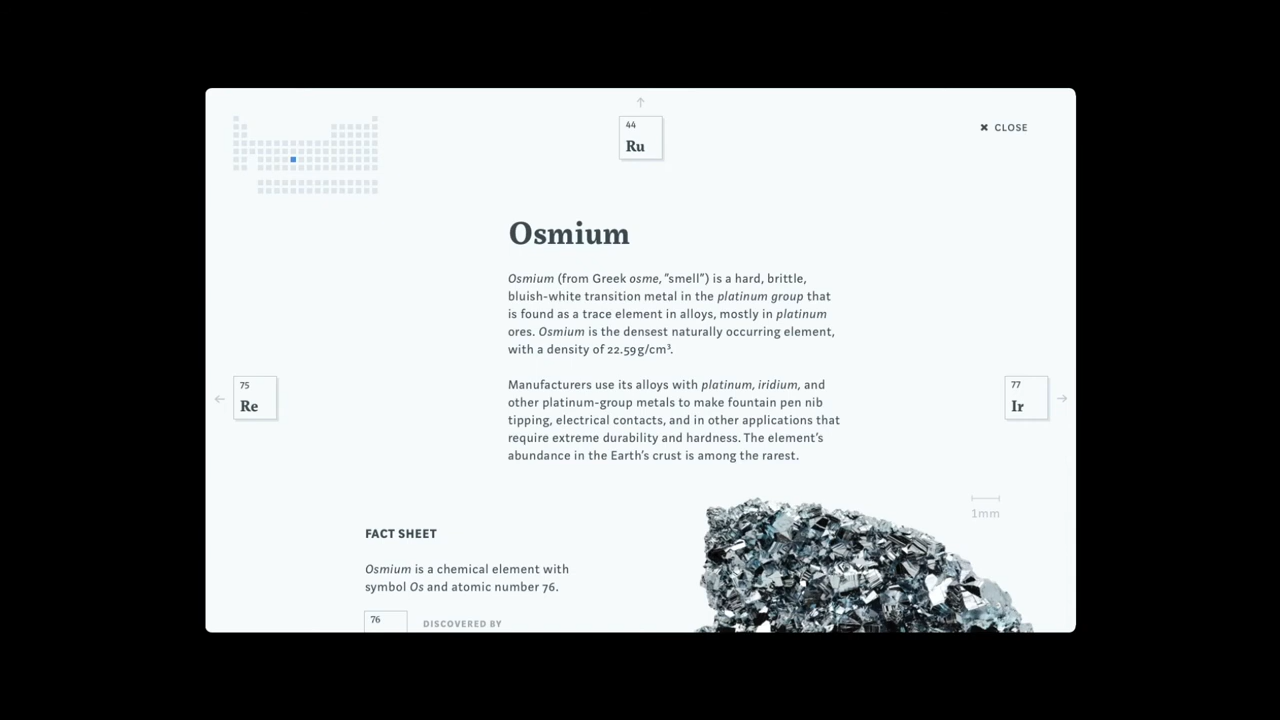 44
Ru
✖ CLOSE
Osmium
Osmium (from Greek osme, “smell”) is a hard, brittle,
bluish-white transition metal in the platinum group that
is found as a trace element in alloys, mostly in platinum
ores. Osmium is the densest naturally occurring element,
with a density of 22.59 g/cm³.
Manufacturers use its alloys with platinum, iridium, and
other platinum-group metals to make fountain pen nib
tipping, electrical contacts, and in other applications that
require extreme durability and hardness. The element’s
abundance in the Earth’s crust is among the rarest.
75
Re
77
Ir
1mm
FACT SHEET
Osmium is a chemical element with
symbol Os and atomic number 76.
76
DISCOVERED BY